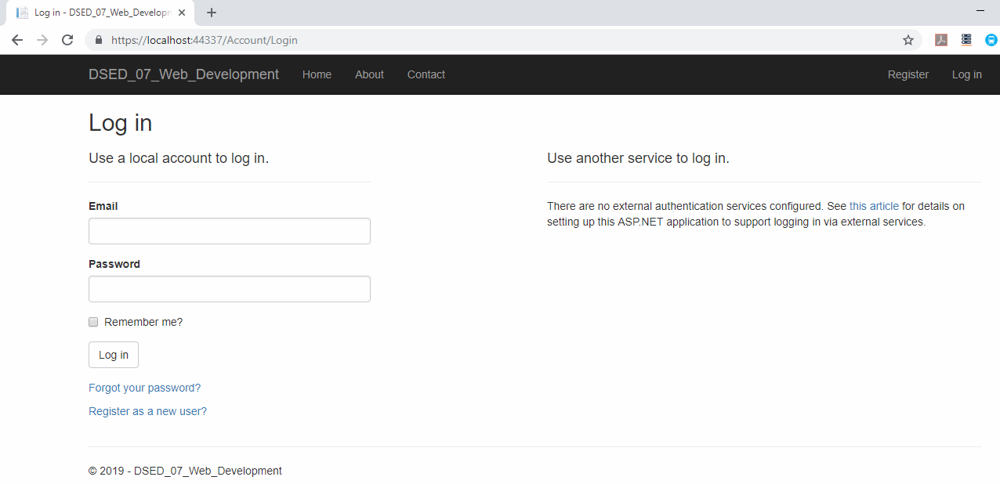 Log in - DSED_07_Web_Developn
https://localhost:44337/Account/Login
DSED_07_Web_Development Home About Contact Register Log in
Log in
Use a local account to log in.
Email
Password
Remember me?
Log in
Forgot your password?
Register as a new user?
Use another service to log in.
There are no external authentication services configured. See this article for details on
setting up this ASP.NET application to support logging in via external services.
© 2019 - DSED_07_Web_Development